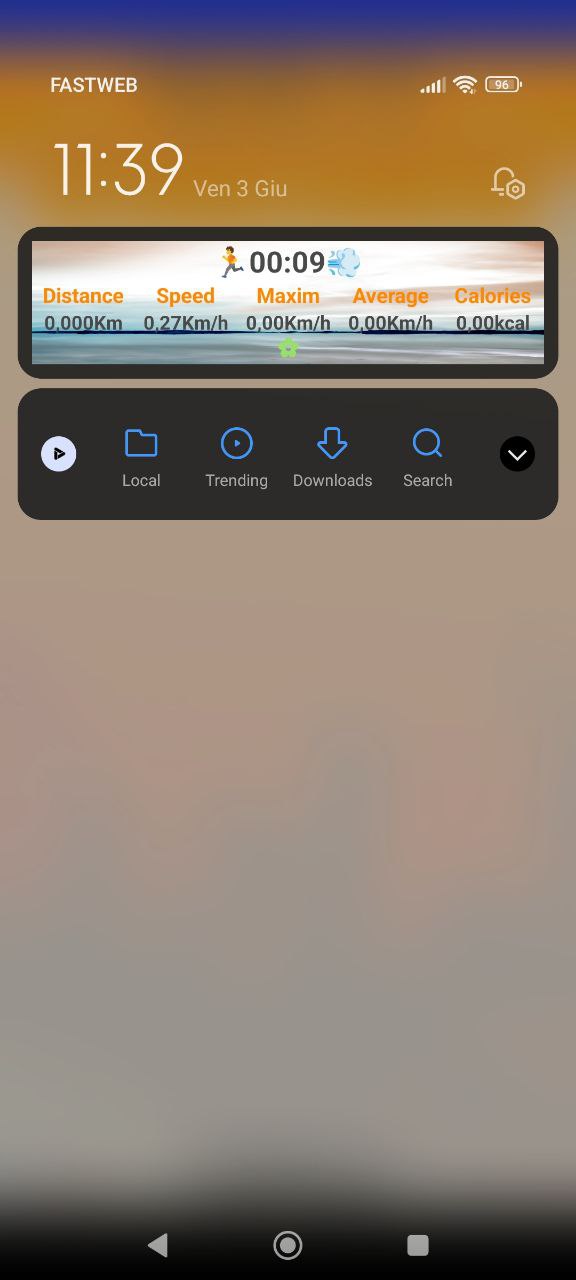 FASTWEB 96
11:39 Ven 3 Giu
00:09
Distance Speed Maxim Average Calories
0,000Km 0,27Km/h 0,00Km/h 0,00Km/h 0,00kcal
Local Trending Downloads Search